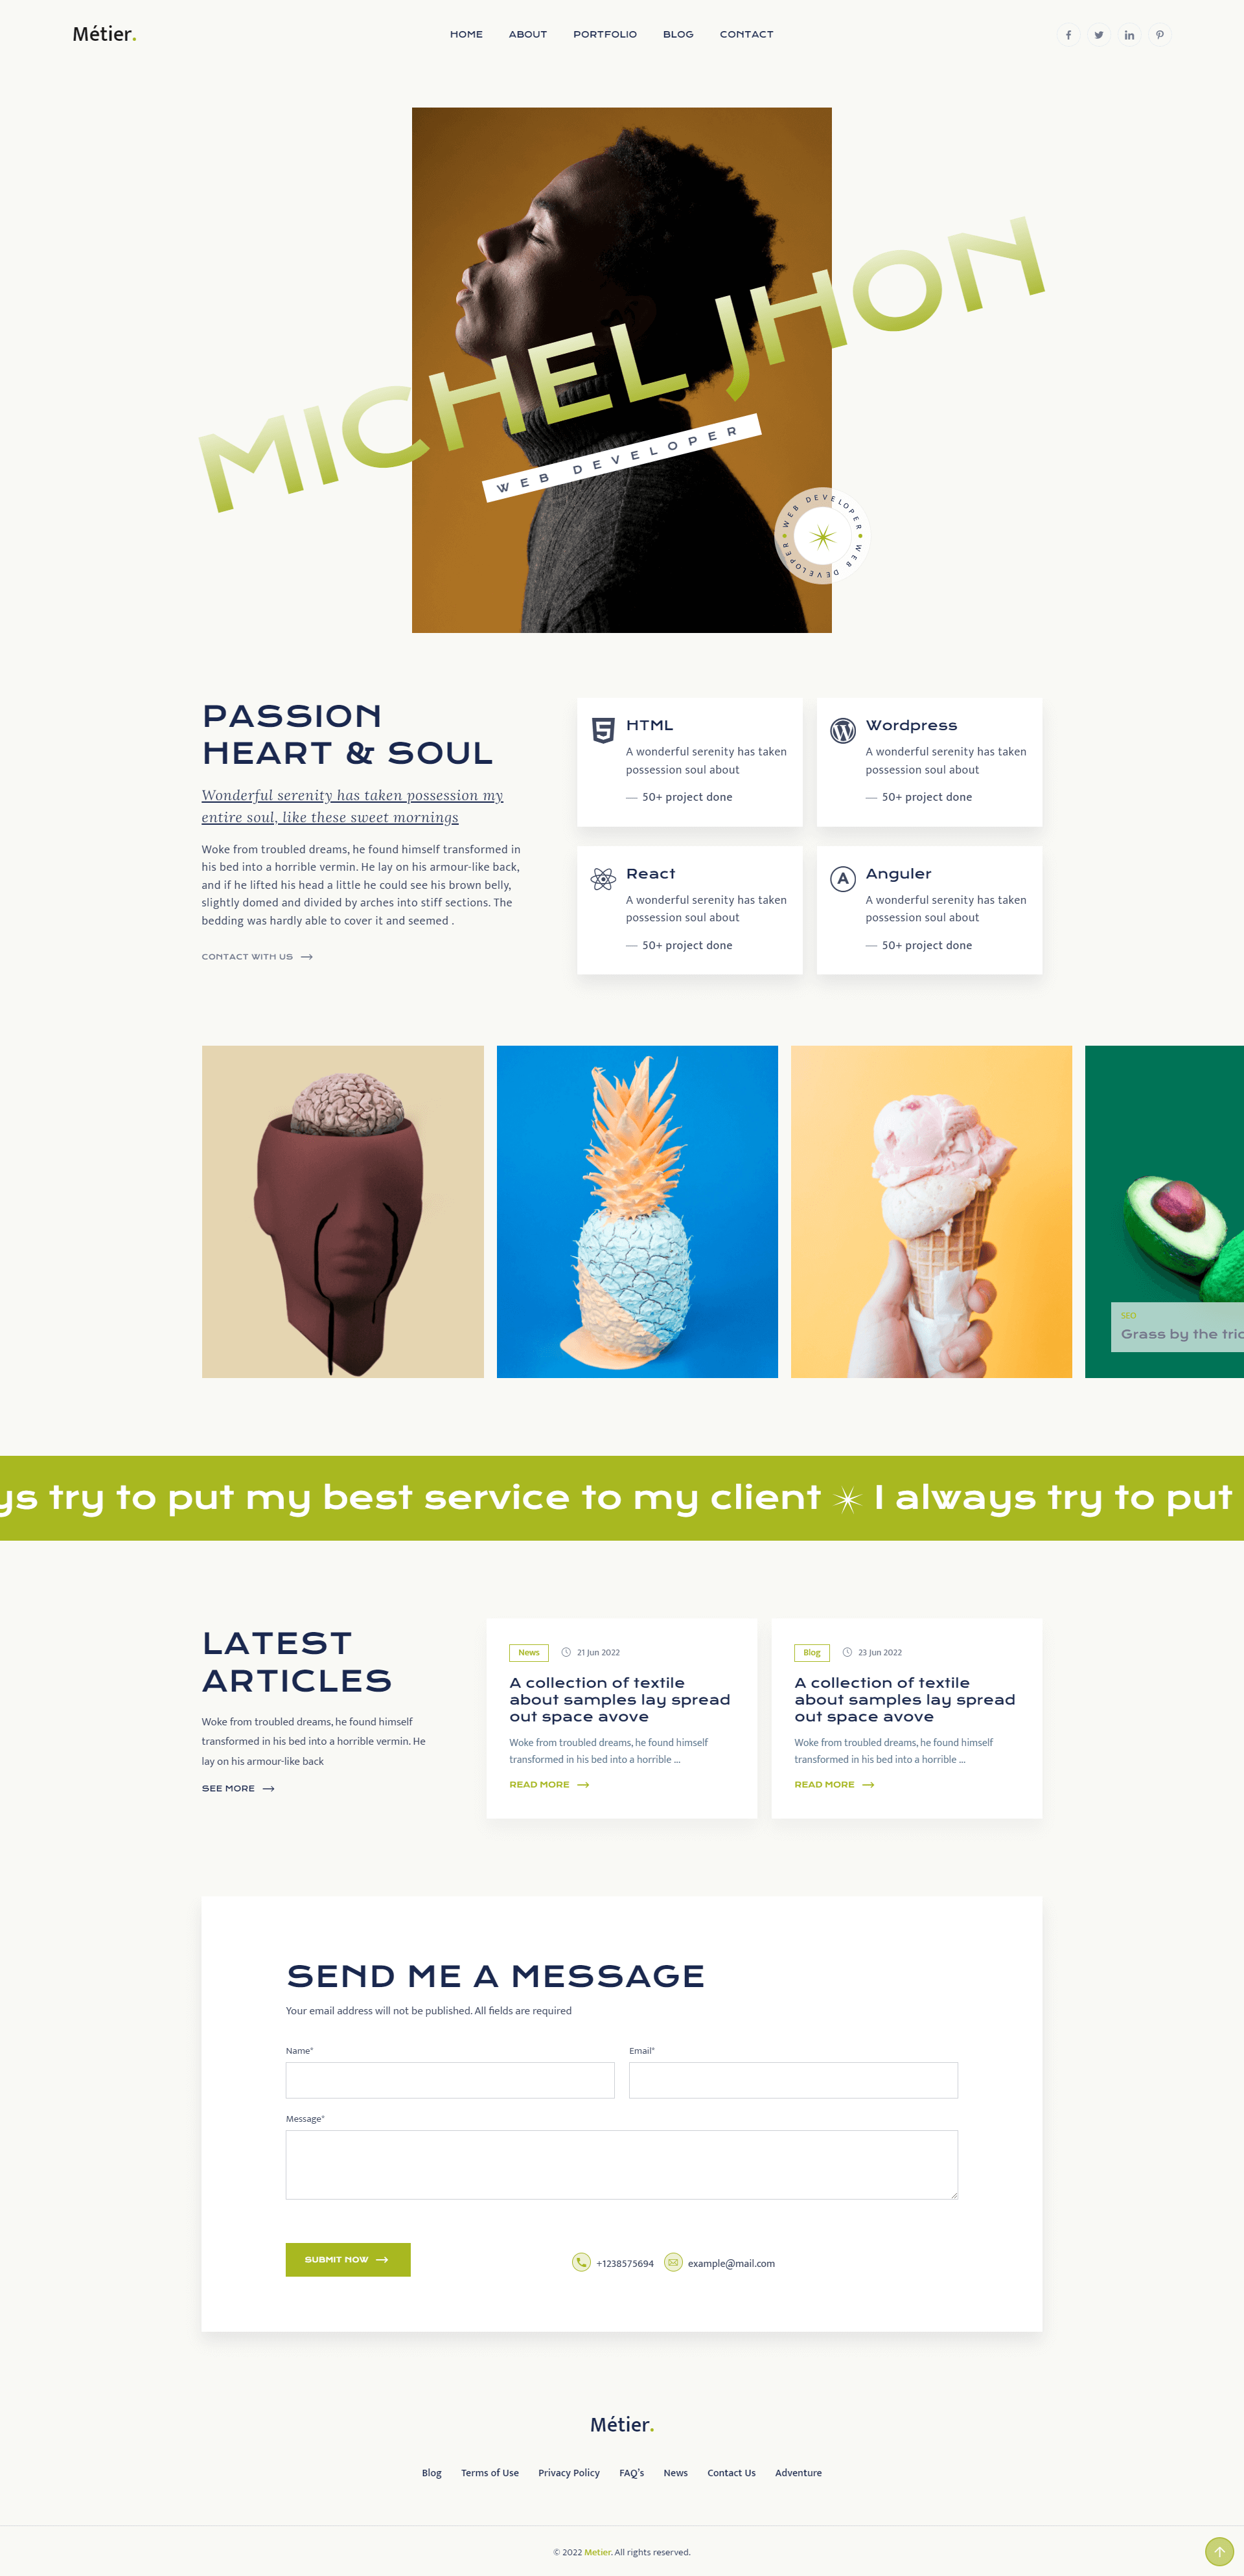 Métier.
HOME ABOUT PORTFOLIO BLOG CONTACT
MICHEL JHON
WEB DEVELOPER
WEB DEVELOPER • WEB DEVELOPER •
PASSION
HEART & SOUL
Wonderful serenity has taken possession my
entire soul, like these sweet mornings
Woke from troubled dreams, he found himself transformed in
his bed into a horrible vermin. He lay on his armour-like back,
and if he lifted his head a little he could see his brown belly,
slightly domed and divided by arches into stiff sections. The
bedding was hardly able to cover it and seemed .
CONTACT WITH US
HTML
A wonderful serenity has taken
possession soul about
— 50+ project done
Wordpress
A wonderful serenity has taken
possession soul about
— 50+ project done
React
A wonderful serenity has taken
possession soul about
— 50+ project done
A
Anguler
A wonderful serenity has taken
possession soul about
— 50+ project done
SEO
Grass by the tric
ys try to put my best service to my client I always try to put
LATEST
ARTICLES
Woke from troubled dreams, he found himself
transformed in his bed into a horrible vermin. He
lay on his armour-like back
SEE MORE
News 21 Jun 2022
A collection of textile
about samples lay spread
out space avove
Woke from troubled dreams, he found himself
transformed in his bed into a horrible ...
READ MORE
Blog 23 Jun 2022
A collection of textile
about samples lay spread
out space avove
Woke from troubled dreams, he found himself
transformed in his bed into a horrible ...
READ MORE
SEND ME A MESSAGE
Your email address will not be published. All fields are required
Name* Email*
Message*
SUBMIT NOW
+1238575694 example@mail.com
Métier.
Blog Terms of Use Privacy Policy FAQ's News Contact Us Adventure
© 2022 Metier. All rights reserved.